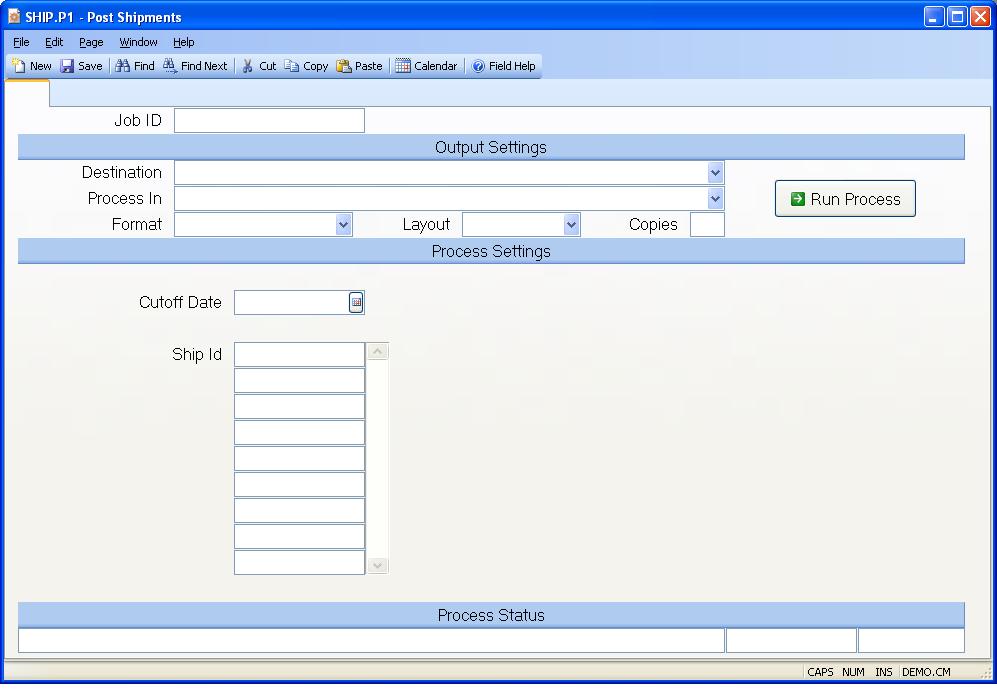 SHIP.P1 - Post Shipments
File Edit Page Window Help
New Save Find Find Next Cut Copy Paste Calendar Field Help
Job ID
Output Settings
Destination
Process In
Run Process
Format Layout Copies
Process Settings
Cutoff Date
Ship Id
Process Status
CAPS NUM INS DEMO.CM